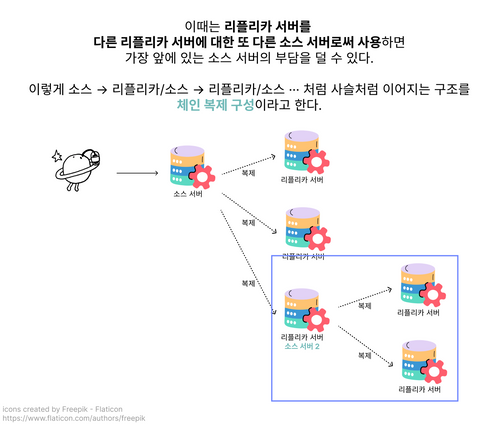 이때는 리플리카 서버를
다른 리플리카 서버에 대한 또 다른 소스 서버로써 사용하면
가장 앞에 있는 소스 서버의 부담을 덜 수 있다.
이렇게 소스 → 리플리카/소스 → 리플리카/소스 ··· 처럼 사슬처럼 이어지는 구조를
체인 복제 구성이라고 한다.
복제
리플리카 서버
소스 서버
복제
리플리카 서버
복제
리플리카 서버
소스 서버 2
복제
리플리카 서버
복제
리플리카 서버
icons created by Freepik - Flaticon
https://www.flaticon.com/authors/freepik